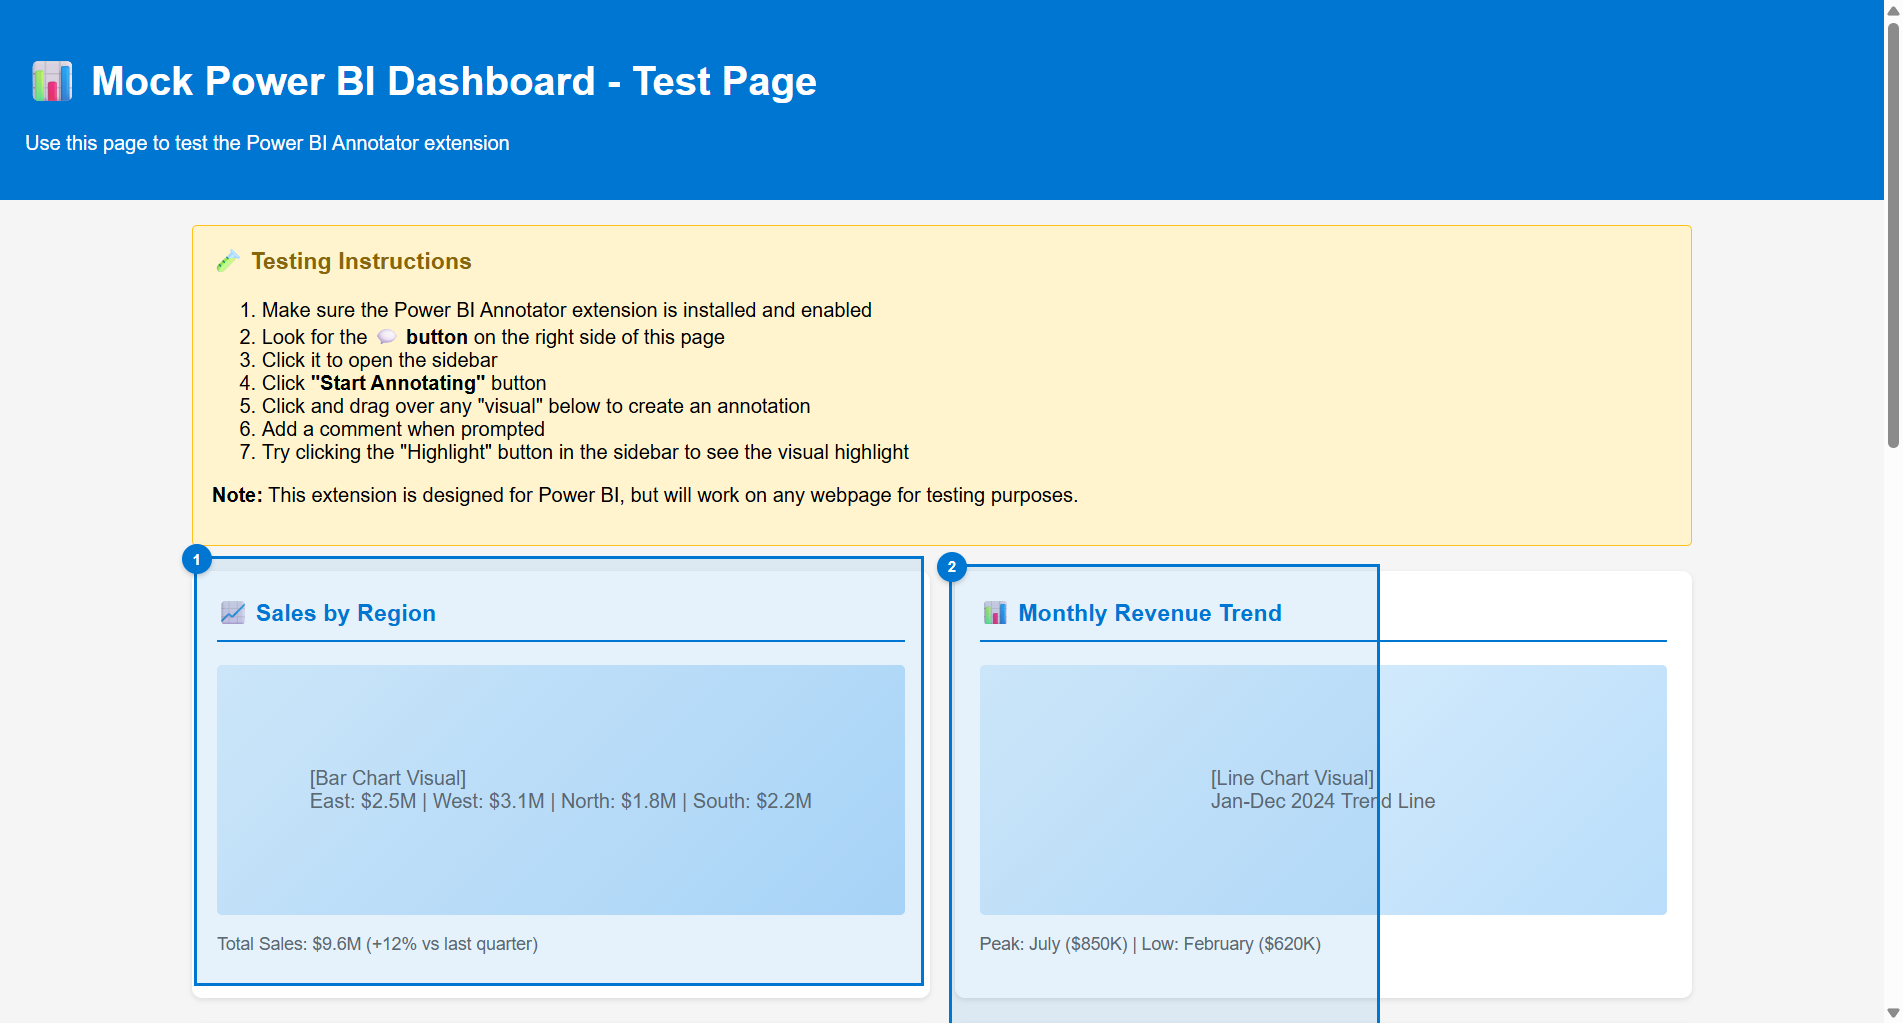 Mock Power BI Dashboard - Test Page
Use this page to test the Power BI Annotator extension
Testing Instructions
1. Make sure the Power BI Annotator extension is installed and enabled
2. Look for the 💬 button on the right side of this page
3. Click it to open the sidebar
4. Click "Start Annotating" button
5. Click and drag over any "visual" below to create an annotation
6. Add a comment when prompted
7. Try clicking the "Highlight" button in the sidebar to see the visual highlight
Note: This extension is designed for Power BI, but will work on any webpage for testing purposes.
1
Sales by Region
[Bar Chart Visual]
East: $2.5M | West: $3.1M | North: $1.8M | South: $2.2M
Total Sales: $9.6M (+12% vs last quarter)
2
Monthly Revenue Trend
[Line Chart Visual]
Jan-Dec 2024 Trend Line
Peak: July ($850K) | Low: February ($620K)